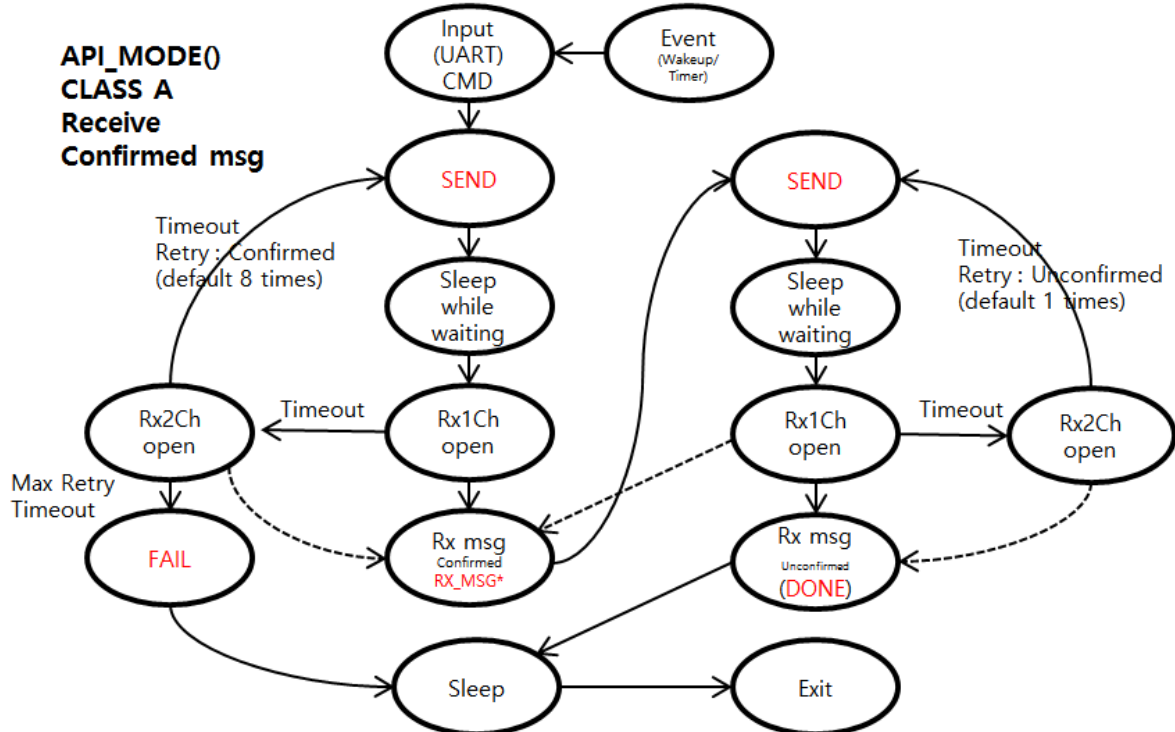 API_MODE()
CLASS A
Receive
Confirmed msg
Input
(UART)
CMD
Event
(Wakeup/
Timer)
SEND
SEND
Timeout
Retry : Confirmed
(default 8 times)
Timeout
Retry : Unconfirmed
(default 1 times)
Sleep
while
waiting
Sleep
while
waiting
Rx2Ch
open
Timeout
Rx1Ch
open
Rx1Ch
open
Timeout
Rx2Ch
open
Max Retry
Timeout
FAIL
Rx msg
Confirmed
RX_MSG*
Rx msg
Unconfirmed
(DONE)
Sleep
Exit